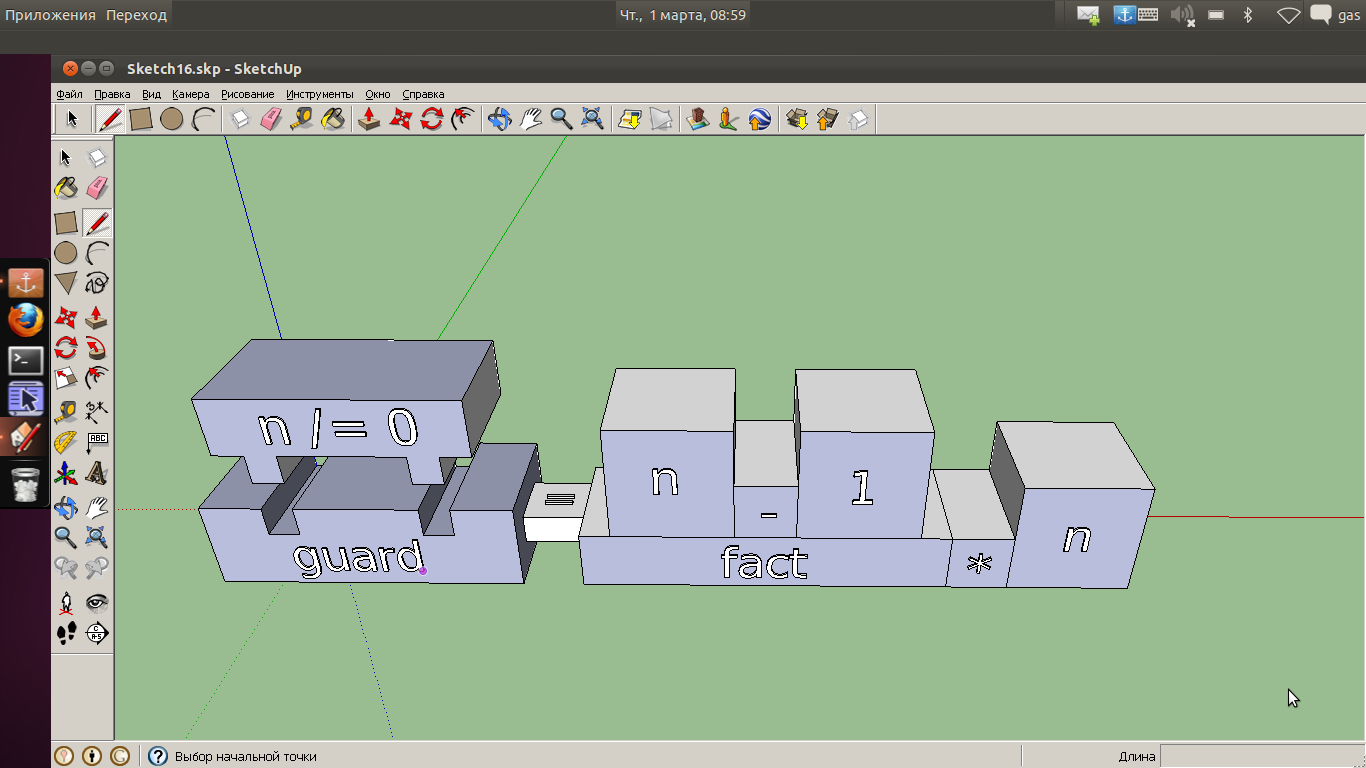 Приложения Переход
Чт., 1 марта, 08:59
gas
Sketch16.skp - SketchUp
Файл Правка Вид Камера Рисование Инструменты Окно Справка
ABC
n /= 0
guard
=
n - 1
fact
* n
Выбор начальной точки
Длина